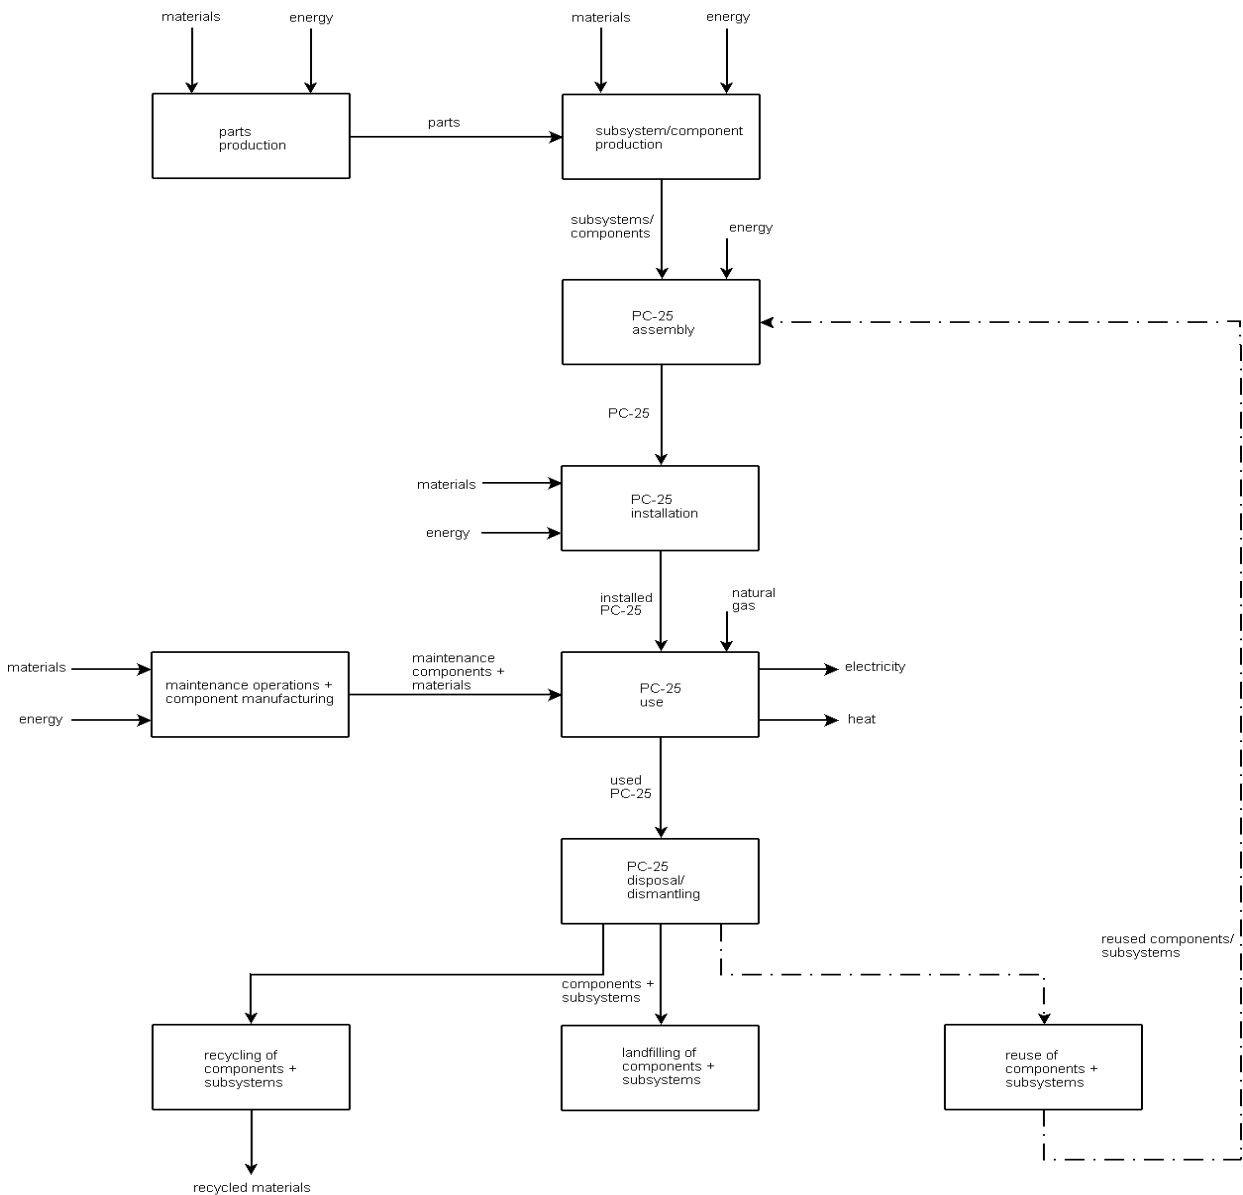 materials
energy
materials
energy
parts
production
parts
subsystem/component
production
subsystems/
components
energy
PC-25
assembly
PC-25
materials
energy
PC-25
installation
installed
PC-25
natural
gas
materials
energy
maintenance operations +
component manufacturing
maintenance
components +
materials
PC-25
use
electricity
heat
used
PC-25
PC-25
disposal/
dismantling
reused components/
subsystems
components +
subsystems
recycling of
components +
subsystems
landfilling of
components +
subsystems
reuse of
components +
subsystems
recycled materials